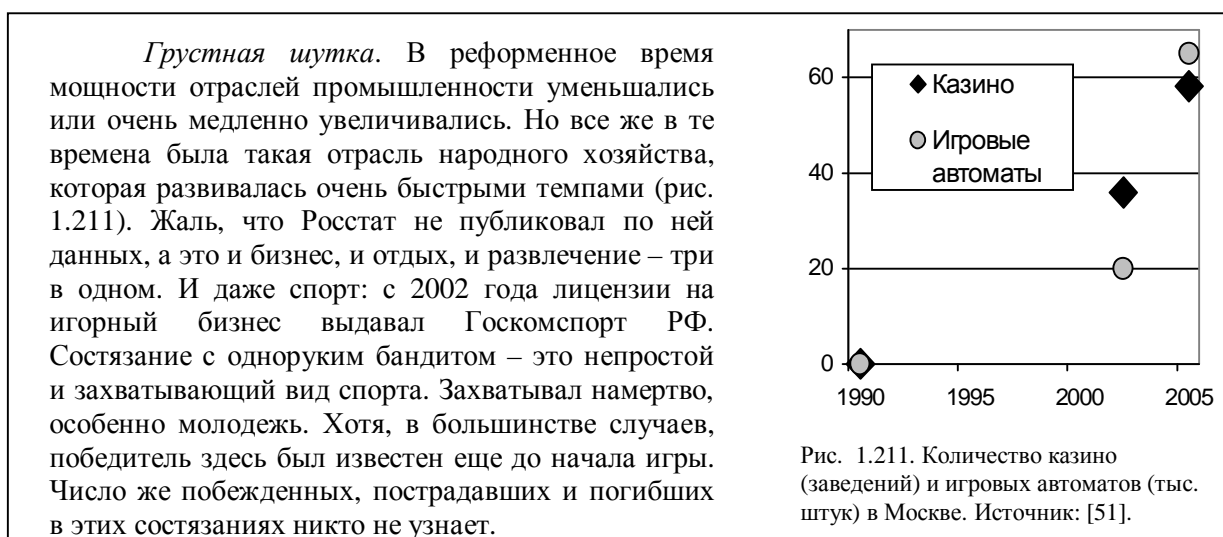 Грустная шутка. В реформенное время
мощности отраслей промышленности уменьшались
или очень медленно увеличивались. Но все же в те
времена была такая отрасль народного хозяйства,
которая развивалась очень быстрыми темпами (рис.
1.211). Жаль, что Росстат не публиковал по ней
данных, а это и бизнес, и отдых, и развлечение – три
в одном. И даже спорт: с 2002 года лицензии на
игорный бизнес выдавал Госкомспорт РФ.
Состязание с одноруким бандитом – это непростой
и захватывающий вид спорта. Захватывал намертво,
особенно молодежь. Хотя, в большинстве случаев,
победитель здесь был известен еще до начала игры.
Число же побежденных, пострадавших и погибших
в этих состязаниях никто не узнает.
60
40
20
0
Казино
Игровые
автоматы
1990 1995 2000 2005
Рис. 1.211. Количество казино
(заведений) и игровых автоматов (тыс.
штук) в Москве. Источник: [51].